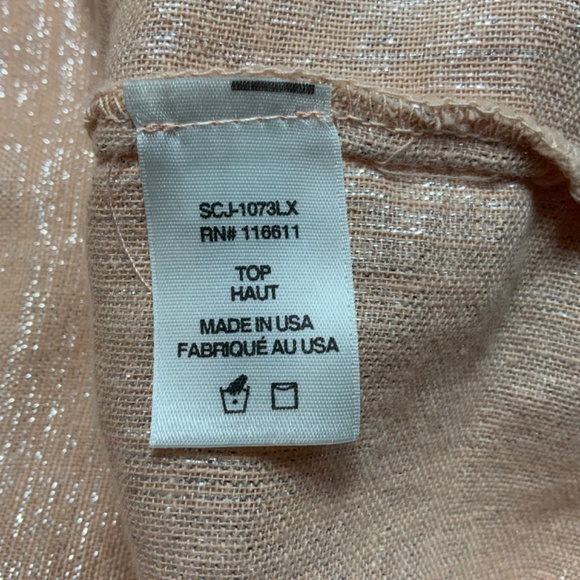 SCJ-1073LX
RN# 116611
TOP
HAUT
MADE IN USA
FABRIQUÉ AU USA